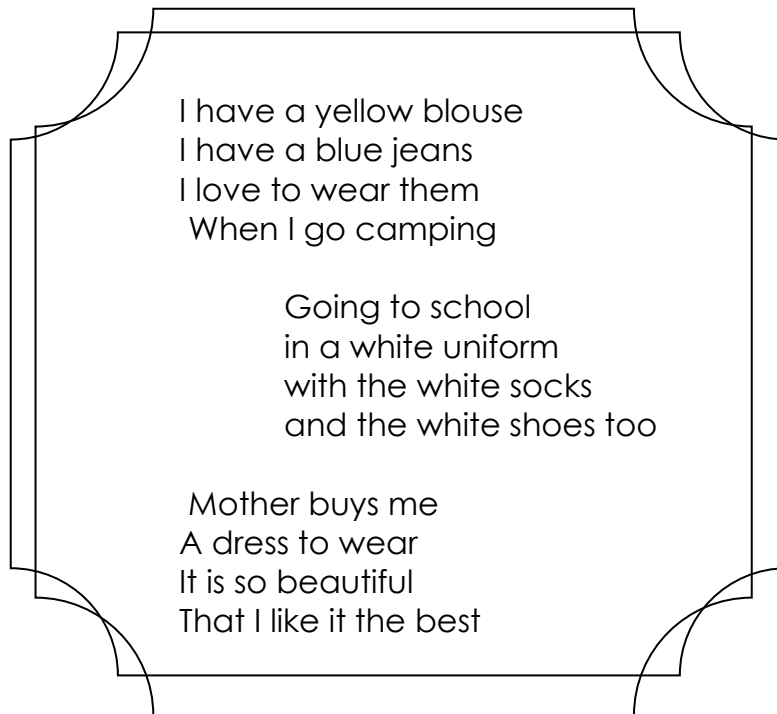 I have a yellow blouse
I have a blue jeans
I love to wear them
When I go camping
Going to school
in a white uniform
with the white socks
and the white shoes too
Mother buys me
A dress to wear
It is so beautiful
That I like it the best